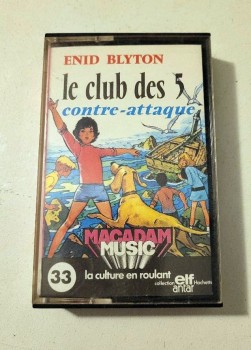 ENID BLYTON
le club des 5
contre-attaque
MACADAM
MUSIC
33
la culture en roulant
collection elf Hachette
antar